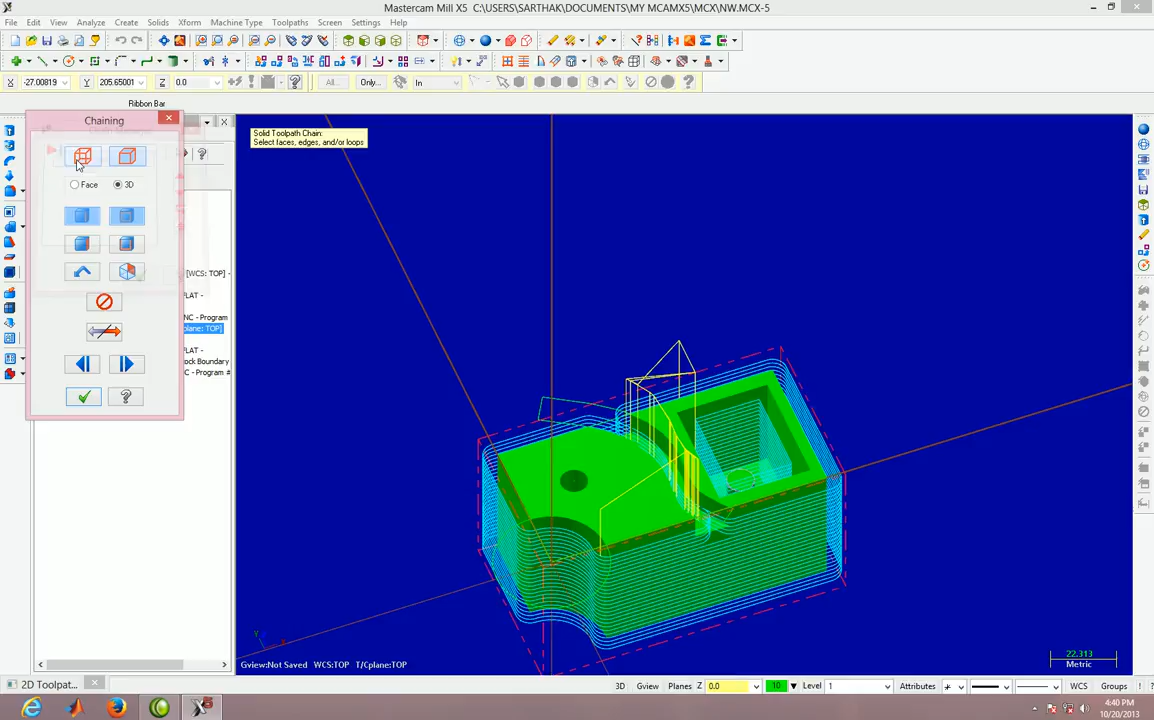 Mastercam Mill X5 C:\USERS\SARTHAK\DOCUMENTS\MY MCAMX5\MCX\NW.MCX-5
File Edit View Analyze Create Solids Xform Machine Type Toolpaths Screen Settings Help
X -27.00819 Y 205.65001 Z 0.0 All... Only... In
Ribbon Bar
Chaining
Solid Toolpath Chain:
Select faces, edges, and/or loops
Face 3D
[WCS: TOP] -
FLAT -
NC - Program
plane: TOP]
FLAT -
ock Boundary
NC - Program #
22.313
Metric
Gview:Not Saved WCS:TOP T/Cplane:TOP
2D Toolpat...
3D Gview Planes Z 0.0 10 Level 1 Attributes WCS Groups
4:40 PM
10/20/2013